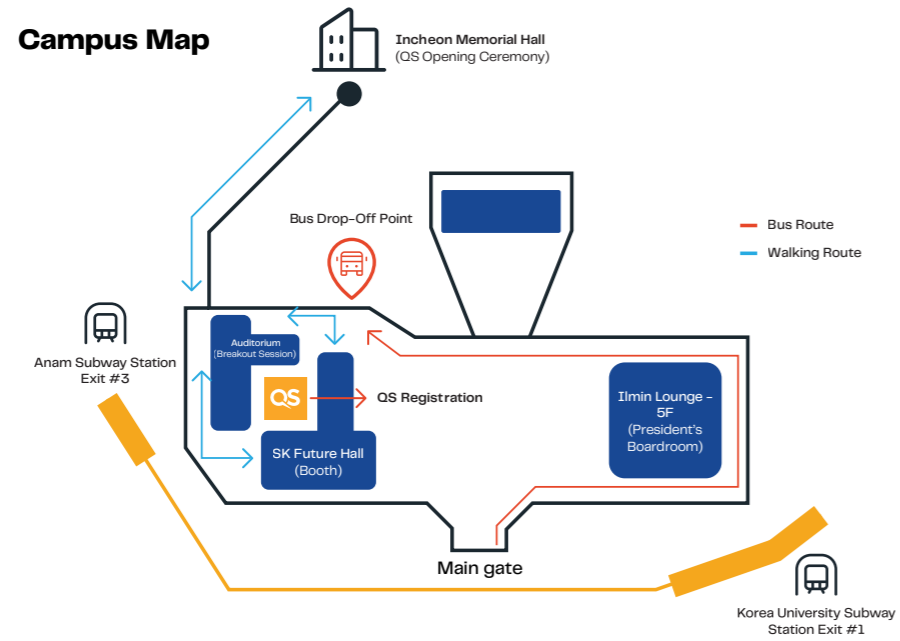 Campus Map
Incheon Memorial Hall
(QS Opening Ceremony)
Bus Drop-Off Point
Bus Route
Walking Route
Anam Subway Station
Exit #3
Auditorium
(Breakout Session)
QS
QS Registration
SK Future Hall
(Booth)
Ilmin Lounge -
5F
(President's
Boardroom)
Main gate
Korea University Subway
Station Exit #1